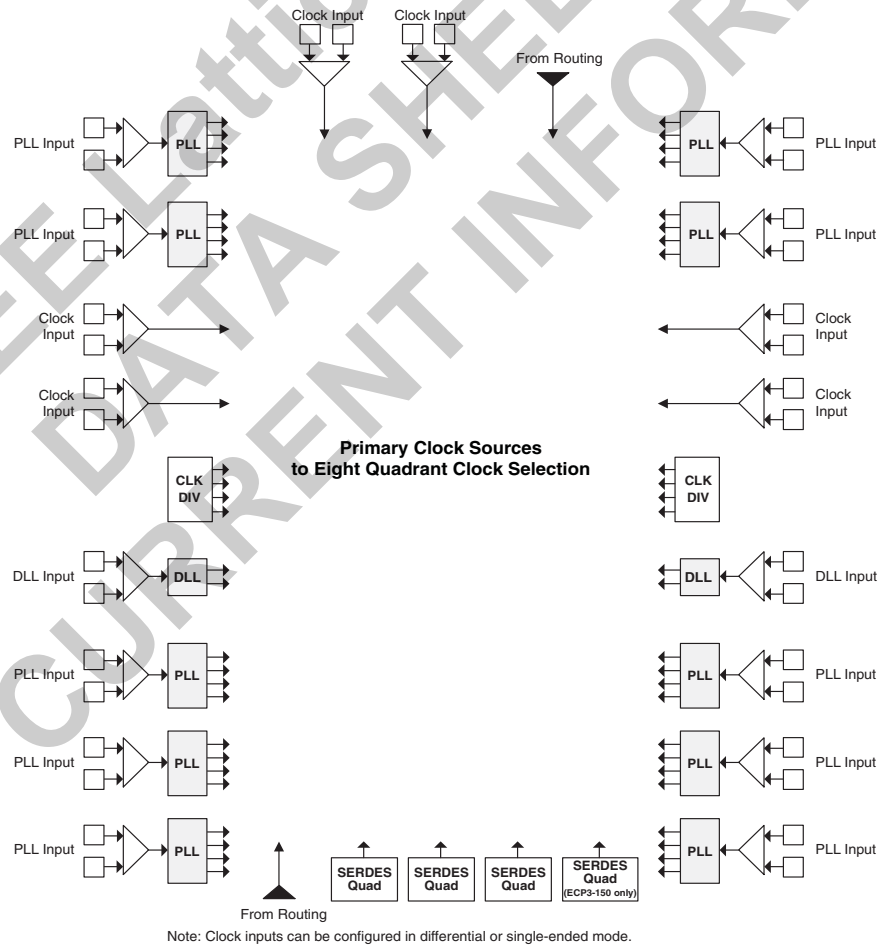 Clock Input Clock Input
From Routing
PLL Input PLL PLL PLL Input
PLL Input PLL PLL PLL Input
Clock
Input
Clock
Input
Clock
Input
Clock
Input
Primary Clock Sources
to Eight Quadrant Clock Selection
CLK
DIV
CLK
DIV
DLL Input DLL DLL DLL Input
PLL Input PLL PLL PLL Input
PLL Input PLL PLL PLL Input
PLL Input PLL PLL PLL Input
From Routing
SERDES
Quad
SERDES
Quad
SERDES
Quad
SERDES
Quad
(ECP3-150 only)
Note: Clock inputs can be configured in differential or single-ended mode.
DATA SHEE
CURRENT INFOR